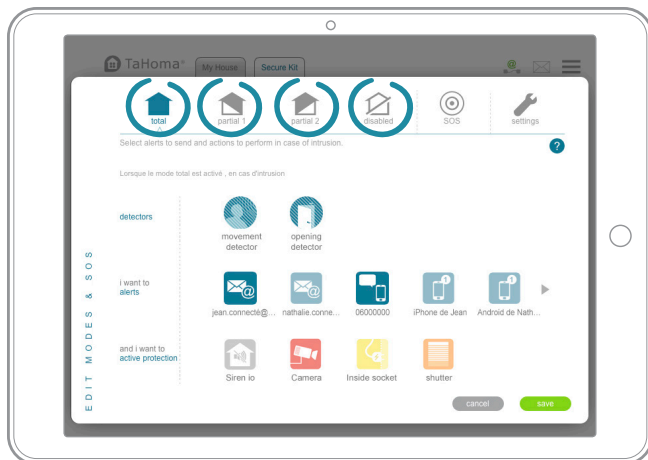 TaHoma®
My House
Secure Kit
total
partial 1
partial 2
disabled
SOS
settings
Select alerts to send and actions to perform in case of intrusion.
?
Lorsque le mode total est activé , en cas d'intrusion
EDIT MODES & SOS
detectors
movement
detector
opening
detector
i want to
alerts
jean.connecté@...
nathalie.conne...
06000000
iPhone de Jean
Android de Nath...
and i want to
active protection
Siren io
Camera
Inside socket
shutter
cancel
save